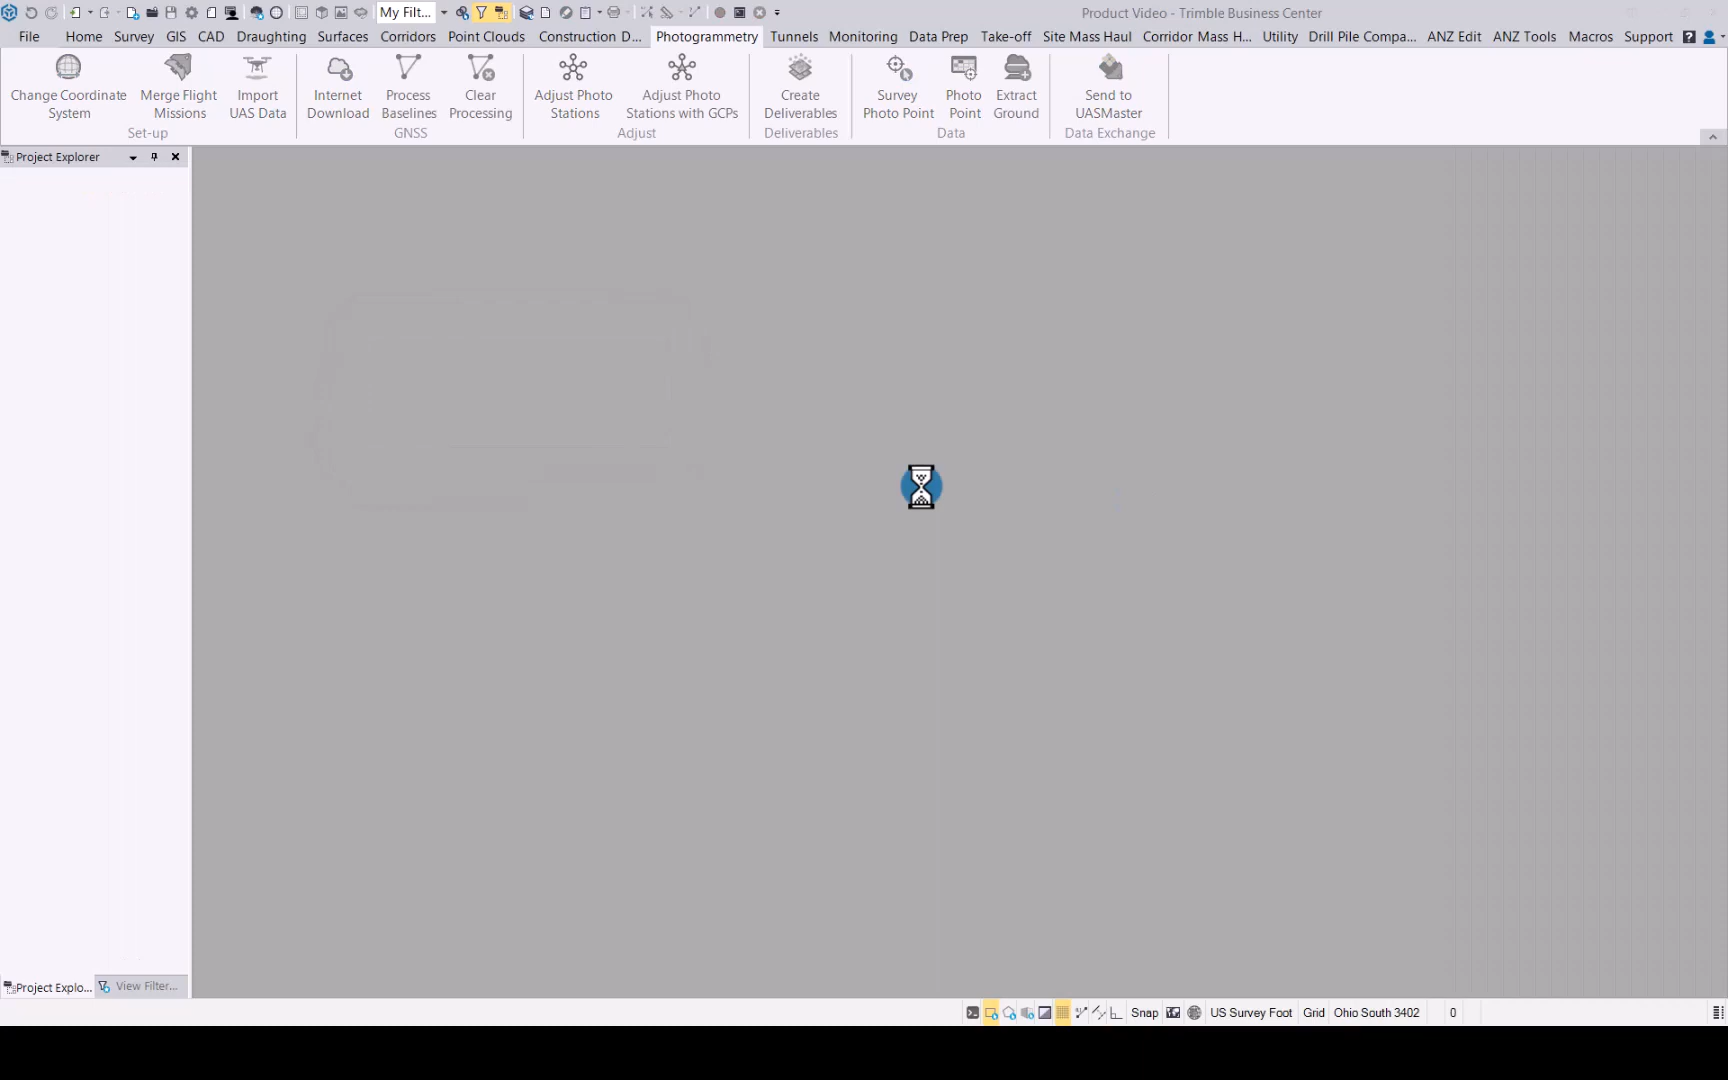 My Filt...
Product Video - Trimble Business Center
File Home Survey GIS CAD Draughting Surfaces Corridors Point Clouds Construction D... Photogrammetry Tunnels Monitoring Data Prep Take-off Site Mass Haul Corridor Mass H... Utility Drill Pile Compa... ANZ Edit ANZ Tools Macros Support
Change Coordinate System
Merge Flight Missions
Import UAS Data
Set-up
Internet Download
Process Baselines
Clear Processing
GNSS
Adjust Photo Stations
Adjust Photo Stations with GCPs
Adjust
Create Deliverables
Deliverables
Survey Photo Point
Photo Point
Extract Ground
Data
Send to UASMaster
Data Exchange
Project Explorer
Project Explo...
View Filter...
Snap US Survey Foot Grid Ohio South 3402 0